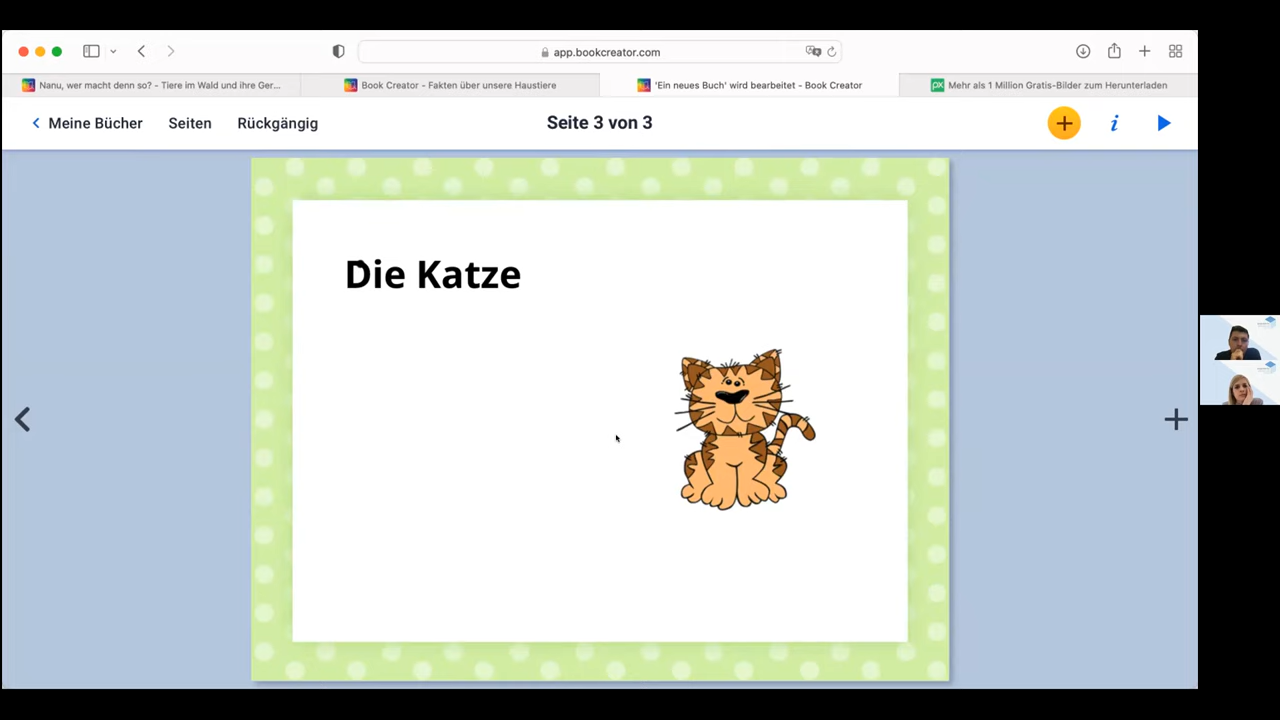 app.bookcreator.com
Nanu, wer macht denn so? - Tiere im Wald und ihre Ger...
Book Creator - Fakten über unsere Haustiere
'Ein neues Buch' wird bearbeitet - Book Creator
px
Mehr als 1 Million Gratis-Bilder zum Herunterladen
Meine Bücher
Seiten
Rückgängig
Seite 3 von 3
Die Katze